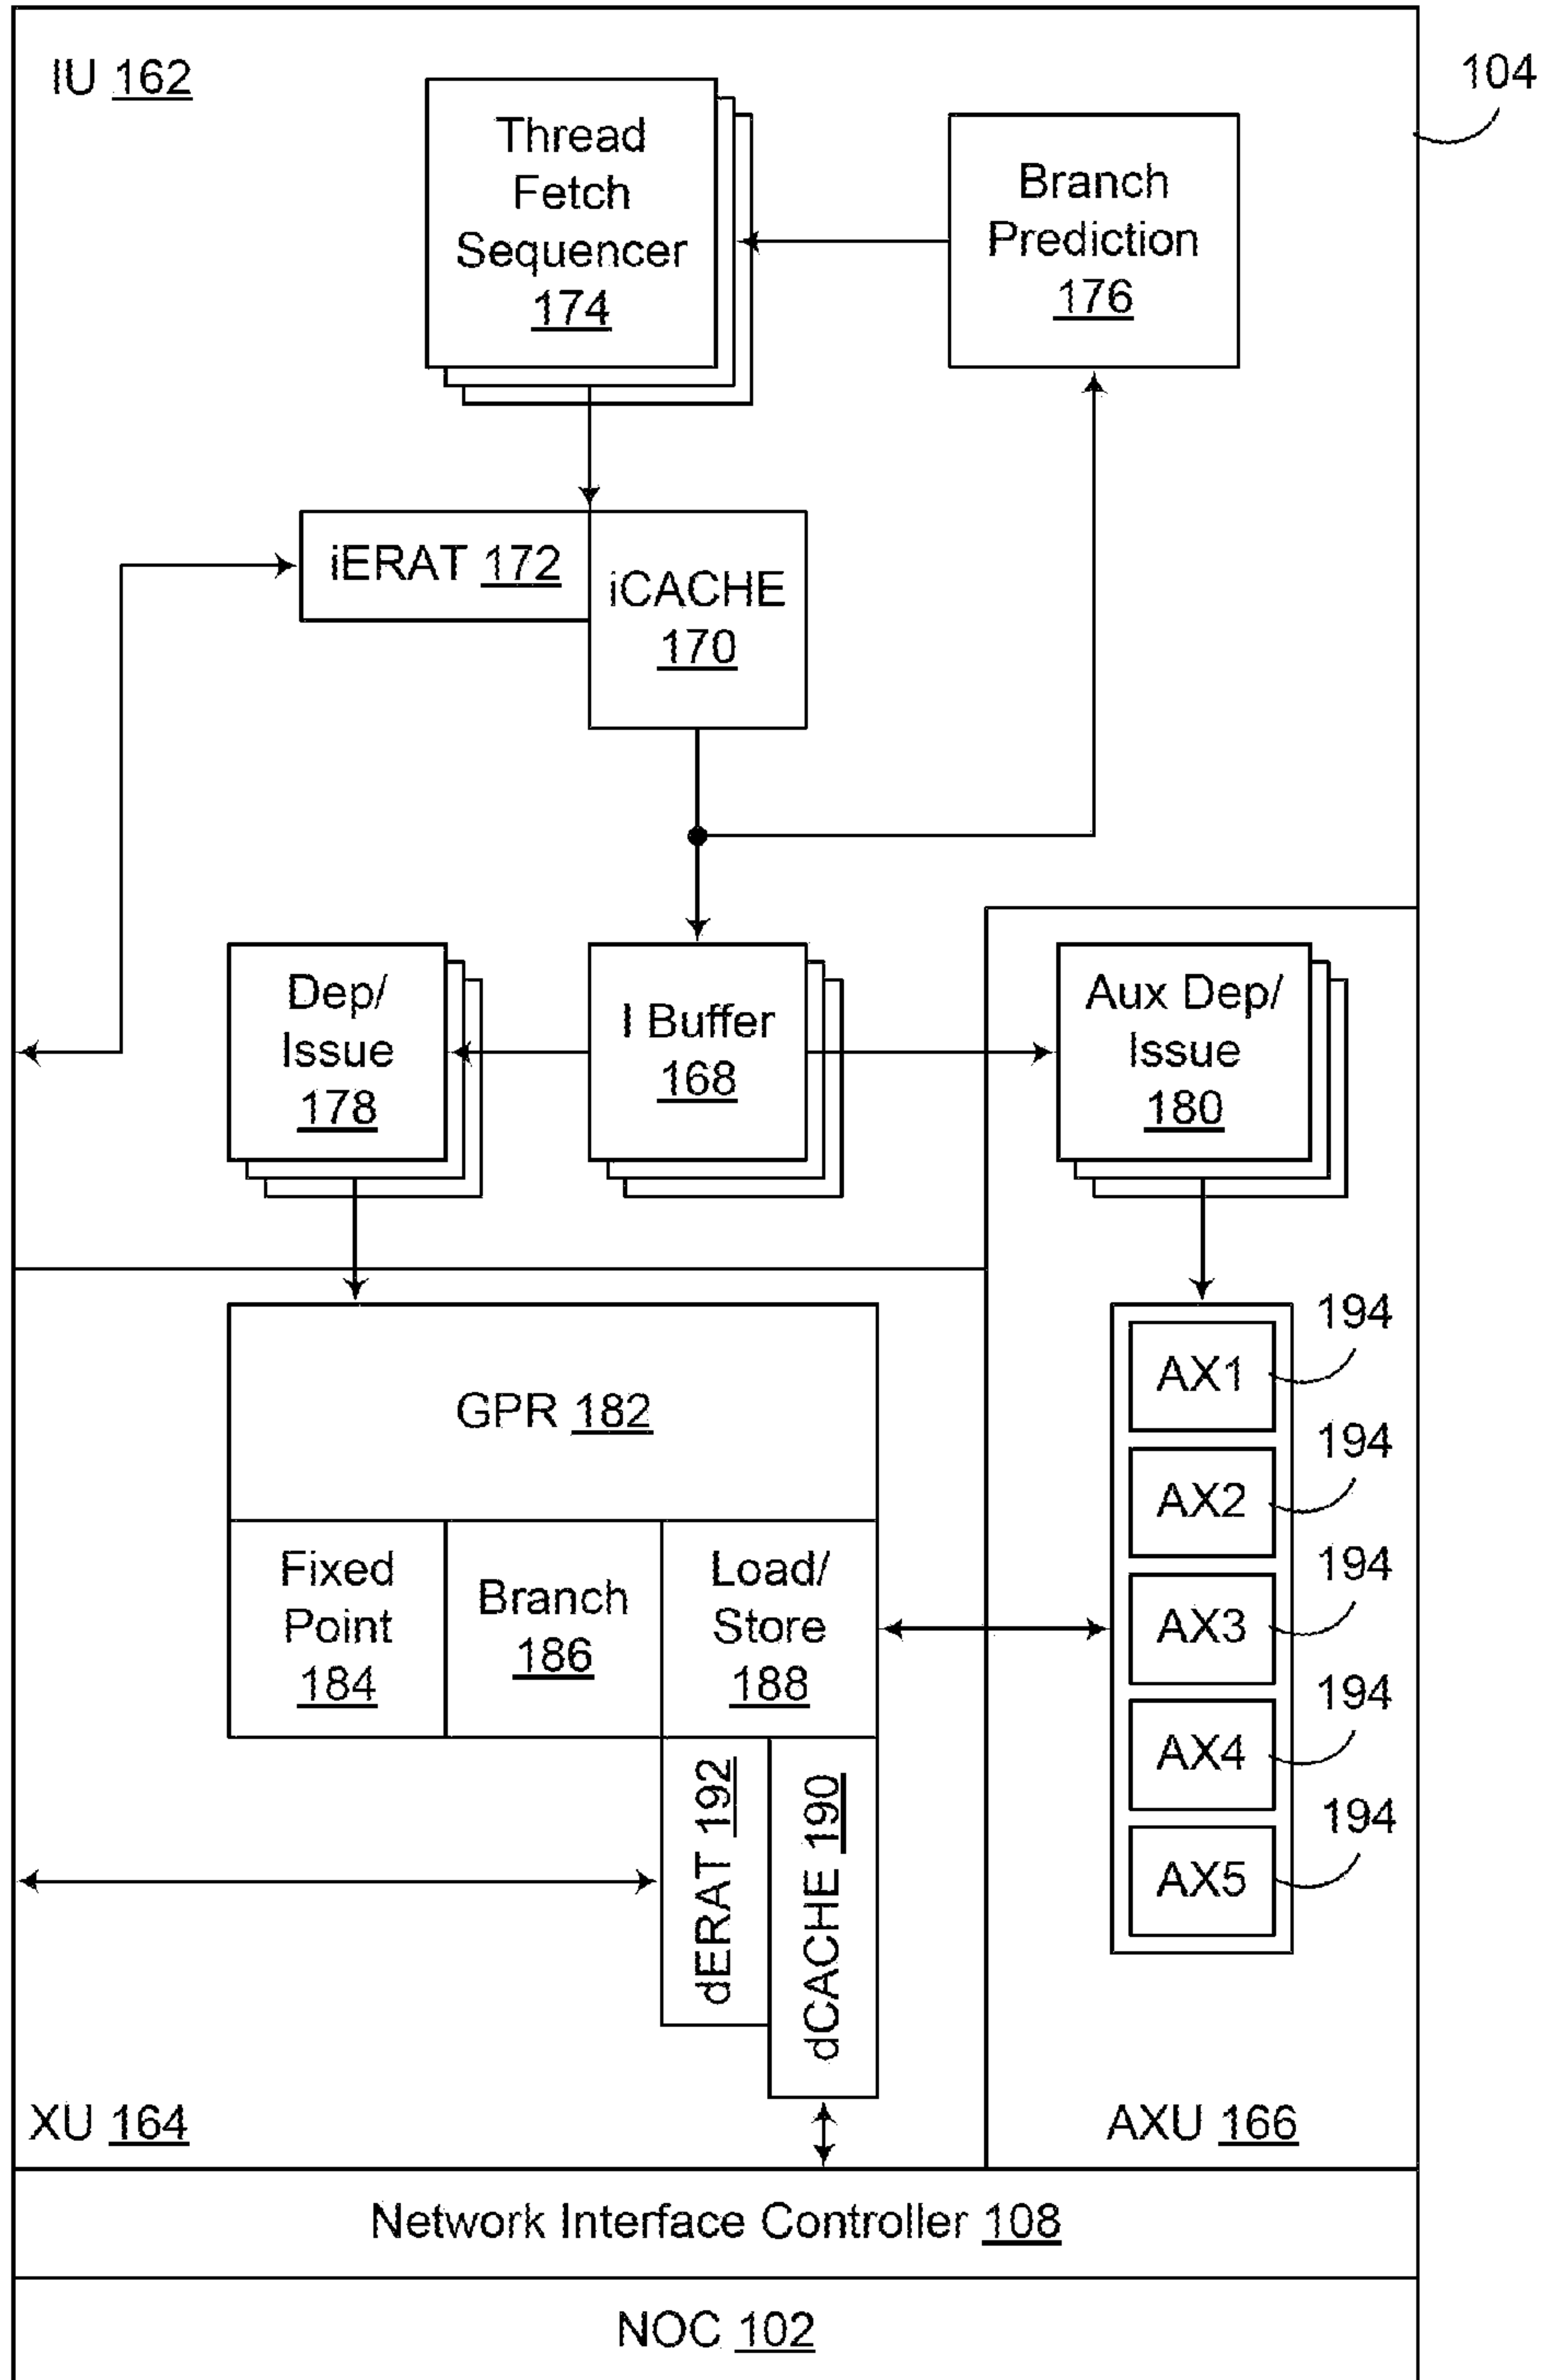 IU 162
104
Thread
Fetch
Sequencer
174
Branch
Prediction
176
iERAT 172
iCACHE
170
Dep/
Issue
178
I Buffer
168
Aux Dep/
Issue
180
GPR 182
Fixed
Point
184
Branch
186
Load/
Store
188
dERAT 192
dCACHE 190
194
AX1
194
AX2
194
AX3
194
AX4
194
AX5
XU 164
AXU 166
Network Interface Controller 108
NOC 102